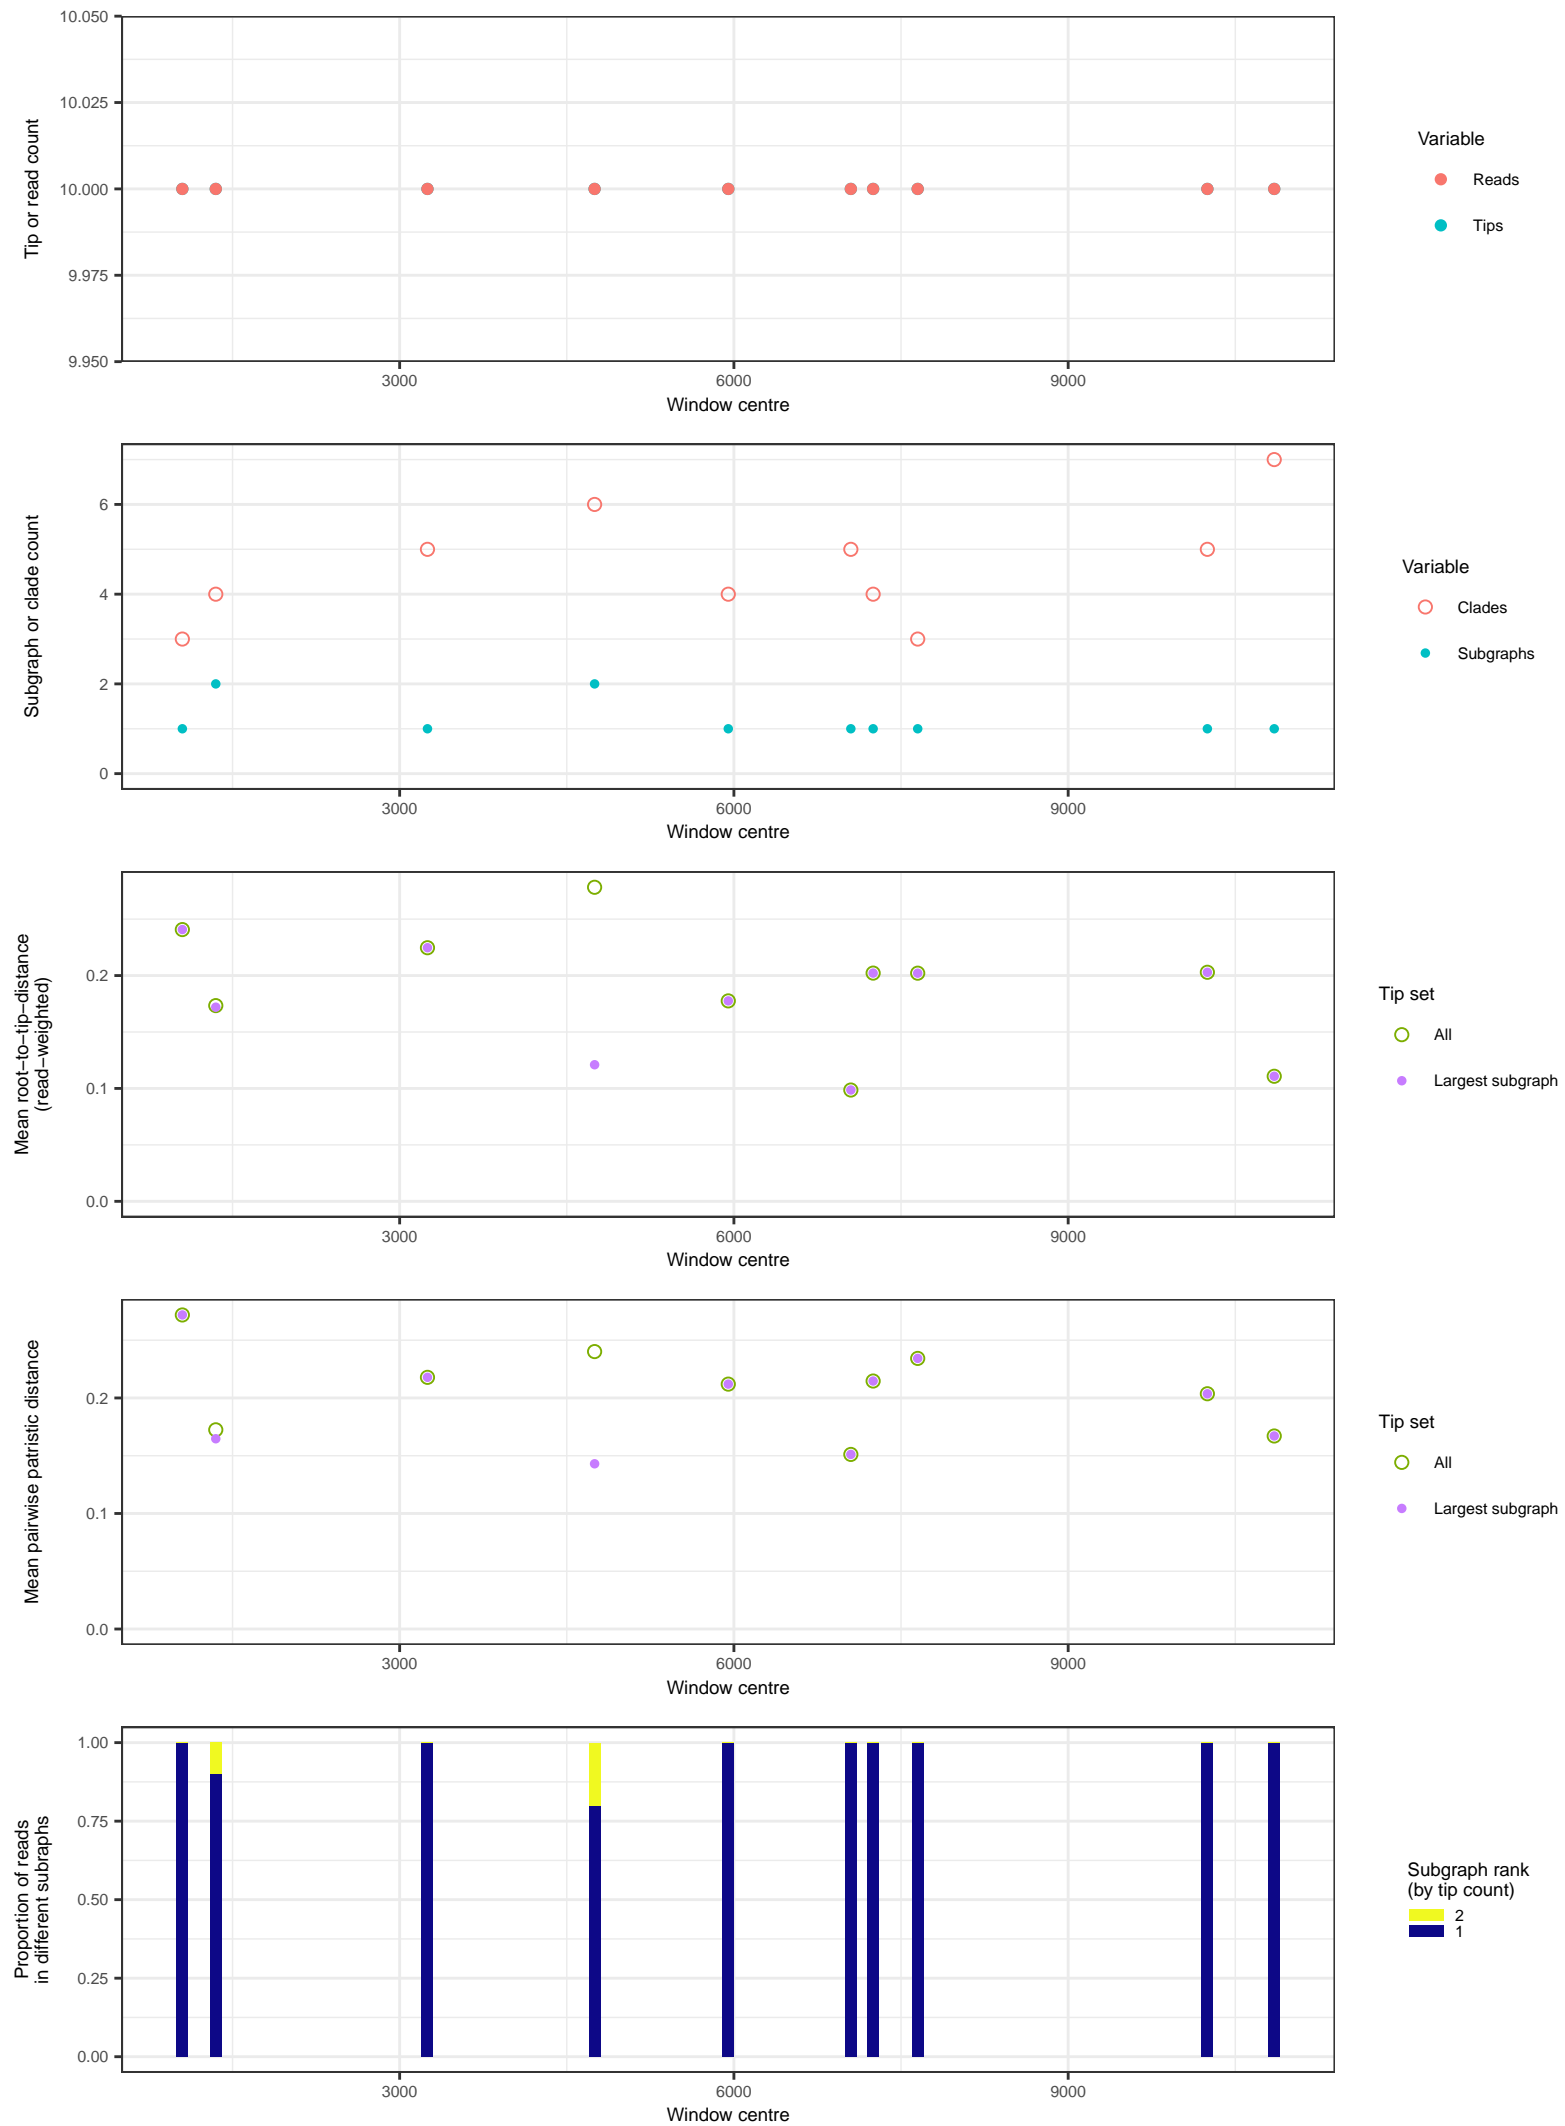 10.050
10.025
10.000
9.975
9.950
Tip or read count
3000
6000
9000
Window centre
Variable
Reads
Tips
6
4
2
0
Subgraph or clade count
3000
6000
9000
Window centre
Variable
Clades
Subgraphs
0.2
0.1
0.0
Mean root−to−tip−distance
(read−weighted)
3000
6000
9000
Window centre
Tip set
All
Largest subgraph
0.2
0.1
0.0
Mean pairwise patristic distance
3000
6000
9000
Window centre
Tip set
All
Largest subgraph
1.00
0.75
0.50
0.25
0.00
Proportion of reads
in different subraphs
3000
6000
9000
Window centre
Subgraph rank
(by tip count)
2
1